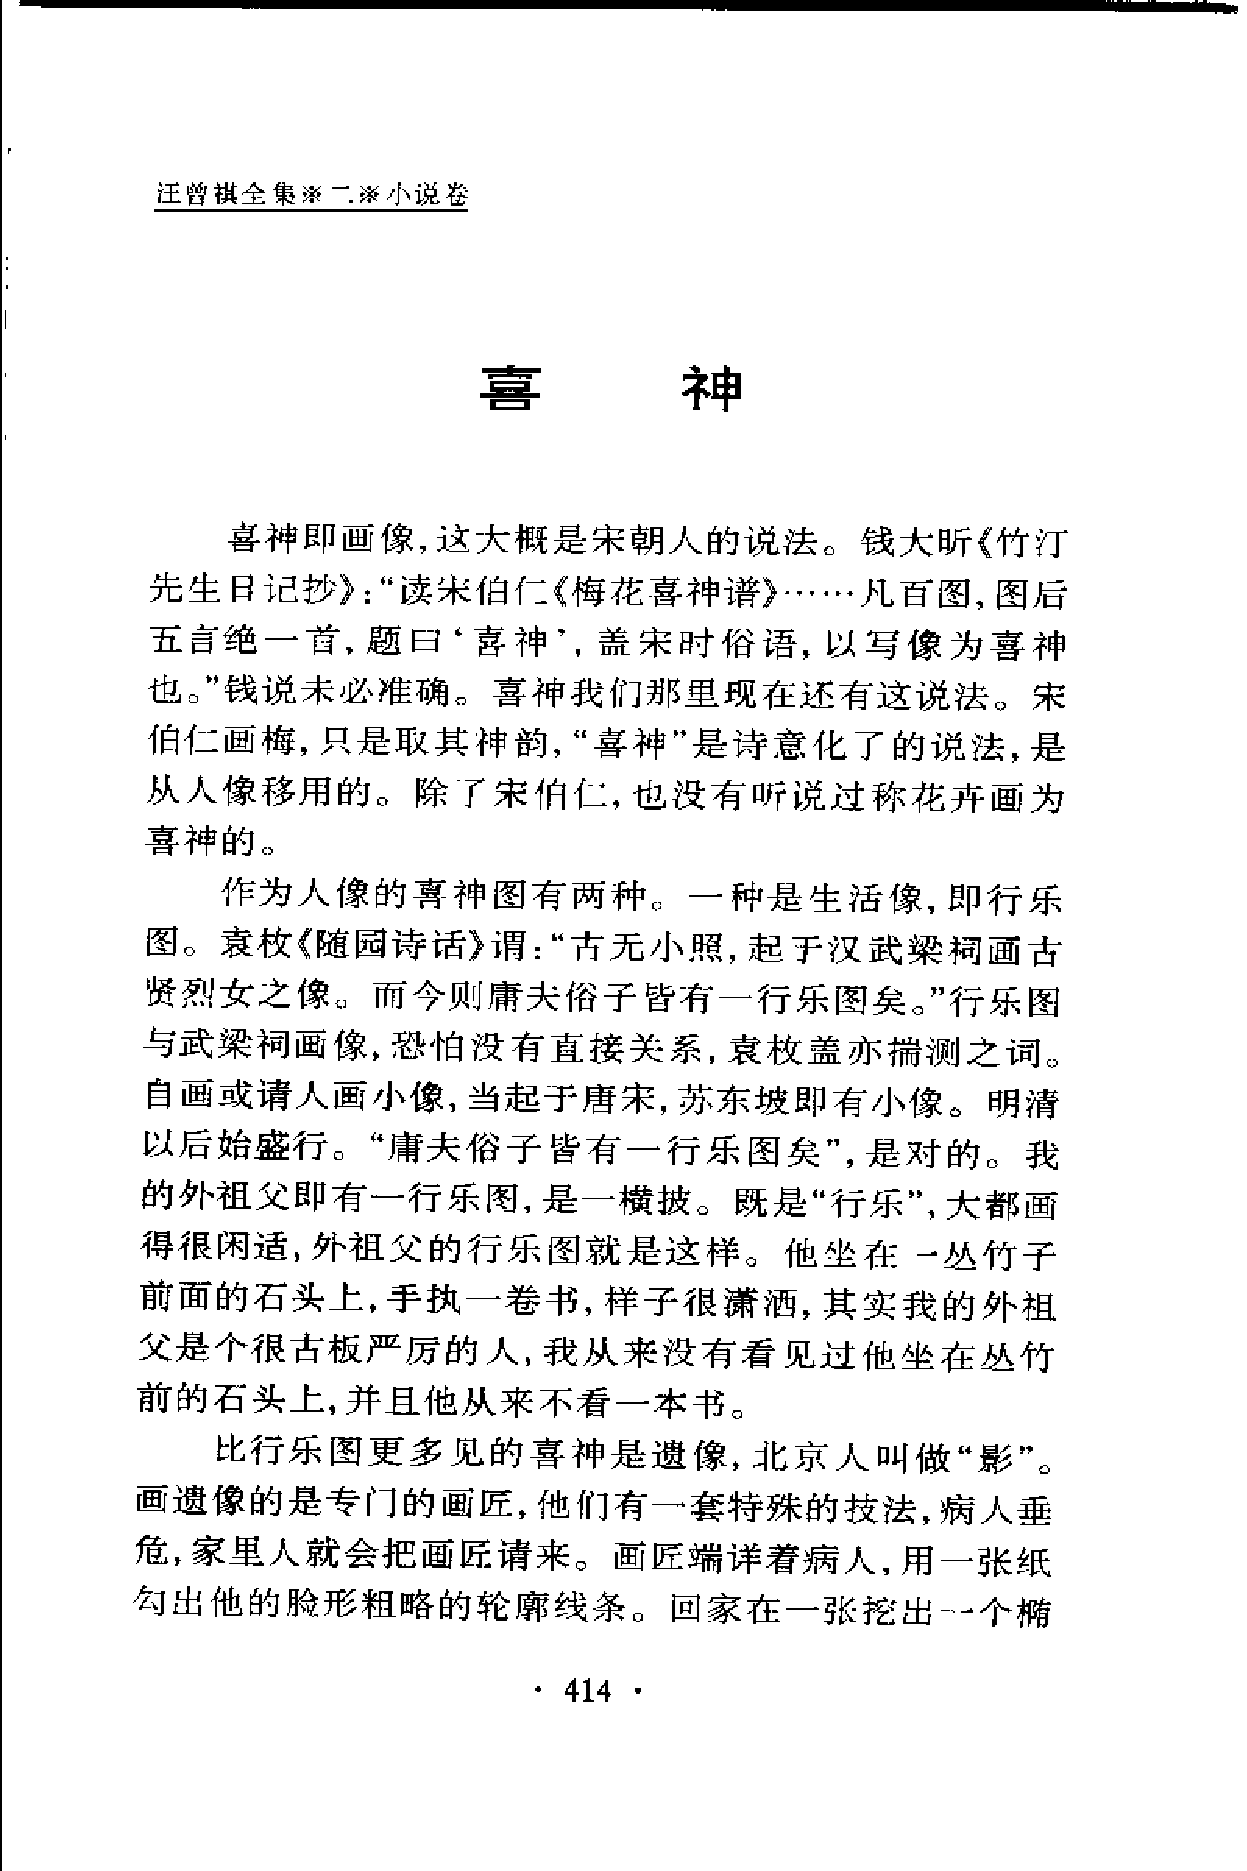 汪曾祺全集※二※小说卷
喜 神
喜神即画像,这大概是宋朝人的说法。钱大昕《竹汀
先生日记抄》:“读宋伯仁《梅花喜神谱》……凡百图,图后
五言绝一首,题曰‘喜神’,盖宋时俗语,以写像为喜神
也。”钱说未必准确。喜神我们那里现在还有这说法。宋
伯仁画梅,只是取其神韵,“喜神”是诗意化了的说法,是
从人像移用的。除了宋伯仁,也没有听说过称花卉画为
喜神的。
作为人像的喜神图有两种。一种是生活像,即行乐
图。袁枚《随园诗话》谓:“古无小照,起于汉武梁祠画古
贤烈女之像。而今则庸夫俗子皆有一行乐图矣。”行乐图
与武梁祠画像,恐怕没有直接关系,袁枚盖亦揣测之词。
自画或请人画小像,当起于唐宋,苏东坡即有小像。明清
以后始盛行。“庸夫俗子皆有一行乐图矣”,是对的。我
的外祖父即有一行乐图,是一横披。既是“行乐”,大都画
得很闲适,外祖父的行乐图就是这样。他坐在一丛竹子
前面的石头上,手执一卷书,样子很潇洒,其实我的外祖
父是个很古板严厉的人,我从来没有看见过他坐在丛竹
前的石头上,并且他从来不看一本书。
比行乐图更多见的喜神是遗像,北京人叫做“影”。
画遗像的是专门的画匠,他们有一套特殊的技法,病人垂
危,家里人就会把画匠请来。画匠端详着病人,用一张纸
勾出他的脸形粗略的轮廓线条。回家在一张挖出一个椭
· 414 ·